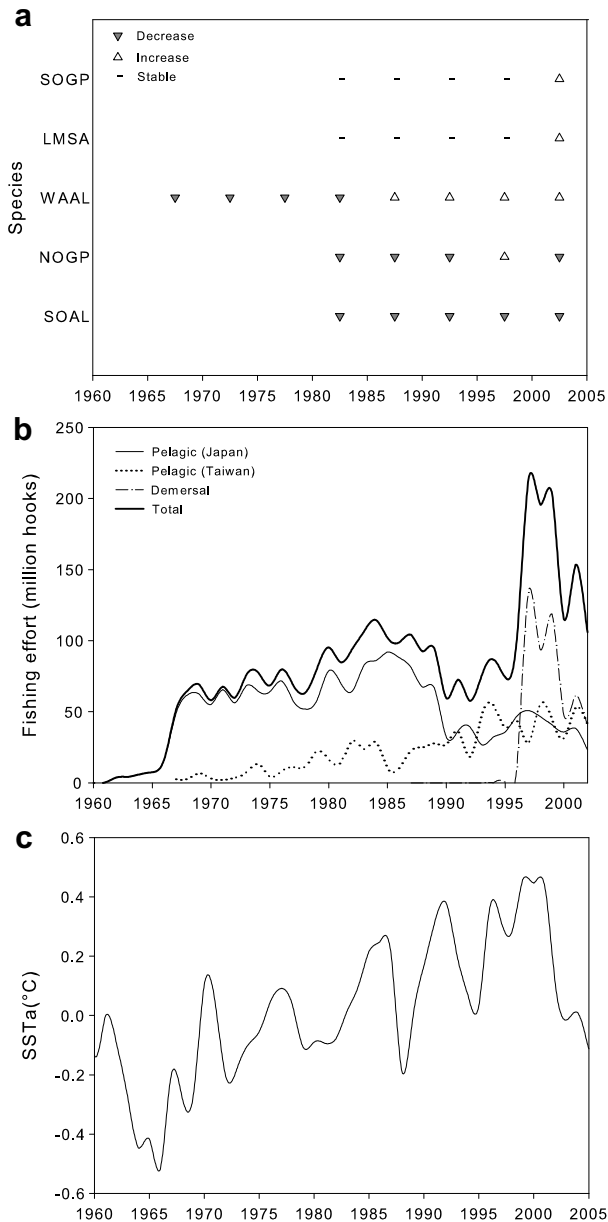 a
Decrease
Increase
Stable
SOGP
LMSA
WAAL
NOGP
SOAL
Species
1960 1965 1970 1975 1980 1985 1990 1995 2000 2005
b
Pelagic (Japan)
Pelagic (Taiwan)
Demersal
Total
250
200
150
100
50
0
Fishing effort (million hooks)
1960 1965 1970 1975 1980 1985 1990 1995 2000
c
0.6
0.4
0.2
0.0
-0.2
-0.4
-0.6
SSTa(°C)
1960 1965 1970 1975 1980 1985 1990 1995 2000 2005